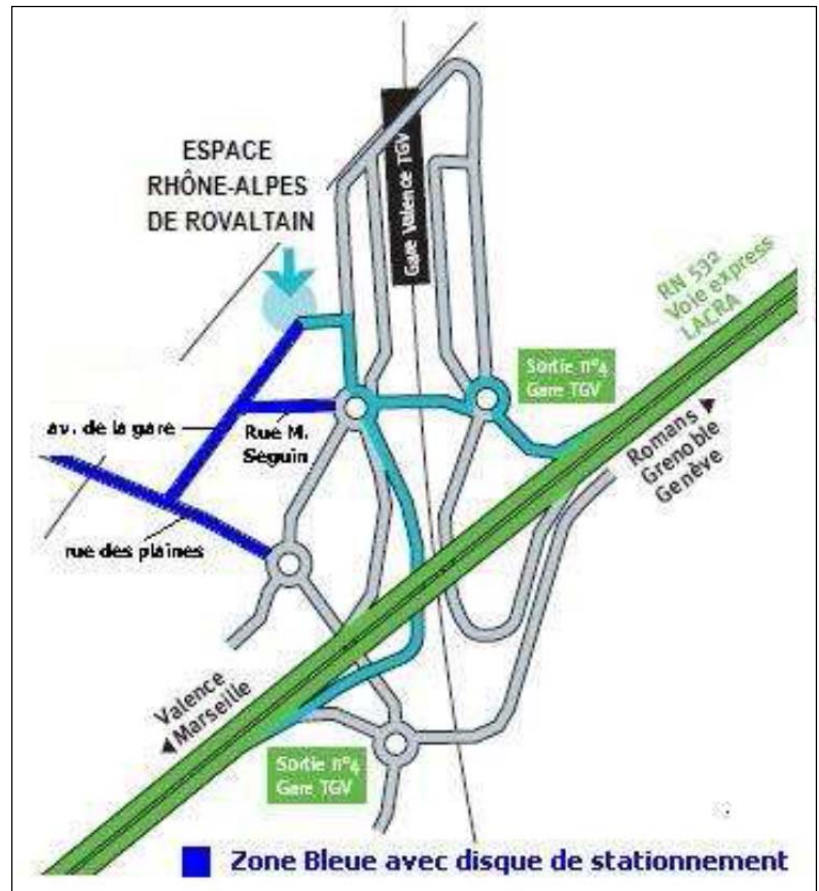 ESPACE
RHÔNE-ALPES
DE ROVALTAIN
Gare Valence TGV
RN 532
Voie express
LACRA
Sortie n°4
Gare TGV
av. de la gare
Rue M.
Seguin
Romans
Grenoble
Genève
rue des plaines
Valence
Marseille
Sortie n°4
Gare TGV
Zone Bleue avec disque de stationnement